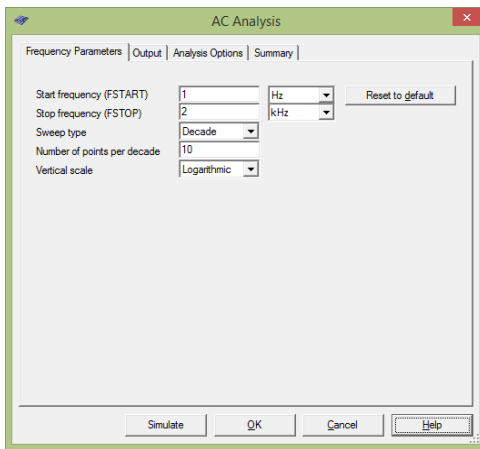 AC Analysis
Frequency Parameters Output Analysis Options Summary
Start frequency (FSTART) 1 Hz Reset to default
Stop frequency (FSTOP) 2 kHz
Sweep type Decade
Number of points per decade 10
Vertical scale Logarithmic
Simulate OK Cancel Help